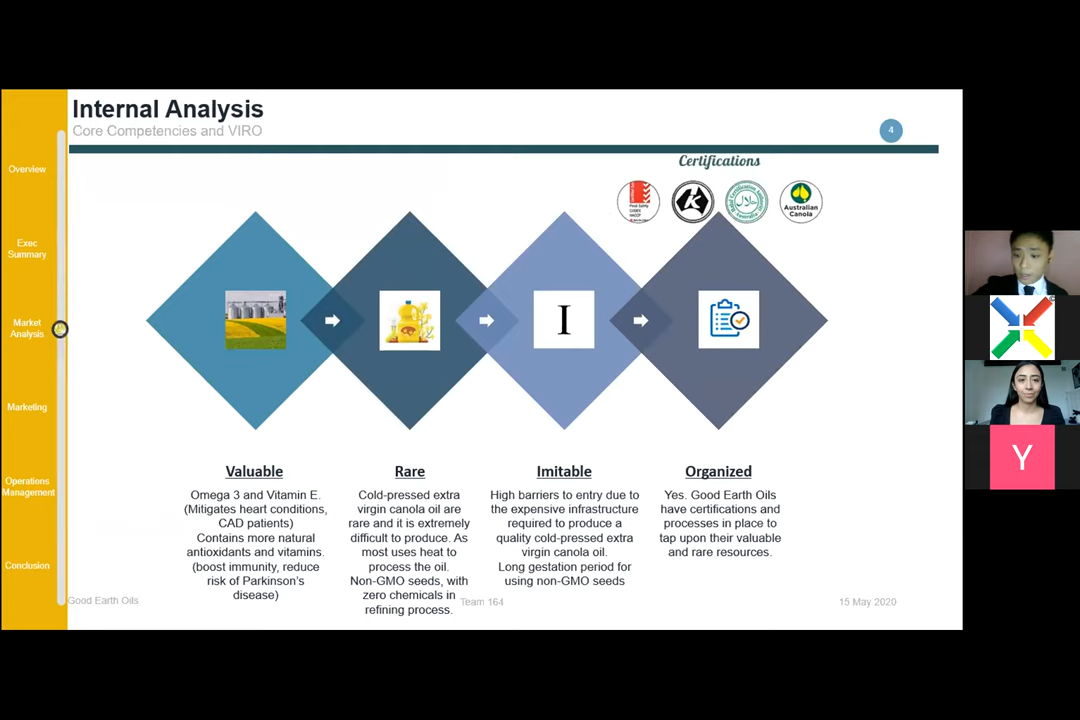 Internal Analysis
Core Competencies and VIRO
4
Certifications
Australian
Canola
Overview
Exec
Summary
Market
Analysis
Marketing
Operations
Management
Conclusion
I
Valuable
Omega 3 and Vitamin E.
(Mitigates heart conditions,
CAD patients)
Contains more natural
antioxidants and vitamins.
(boost immunity, reduce
risk of Parkinson's
disease)
Rare
Cold-pressed extra
virgin canola oil are
rare and it is extremely
difficult to produce. As
most uses heat to
process the oil.
Non-GMO seeds, with
zero chemicals in
refining process.
Imitable
High barriers to entry due to
the expensive infrastructure
required to produce a
quality cold-pressed extra
virgin canola oil.
Long gestation period for
using non-GMO seeds
Organized
Yes. Good Earth Oils
have certifications and
processes in place to
tap upon their valuable
and rare resources.
Good Earth Oils
Team 164
15 May 2020
Y